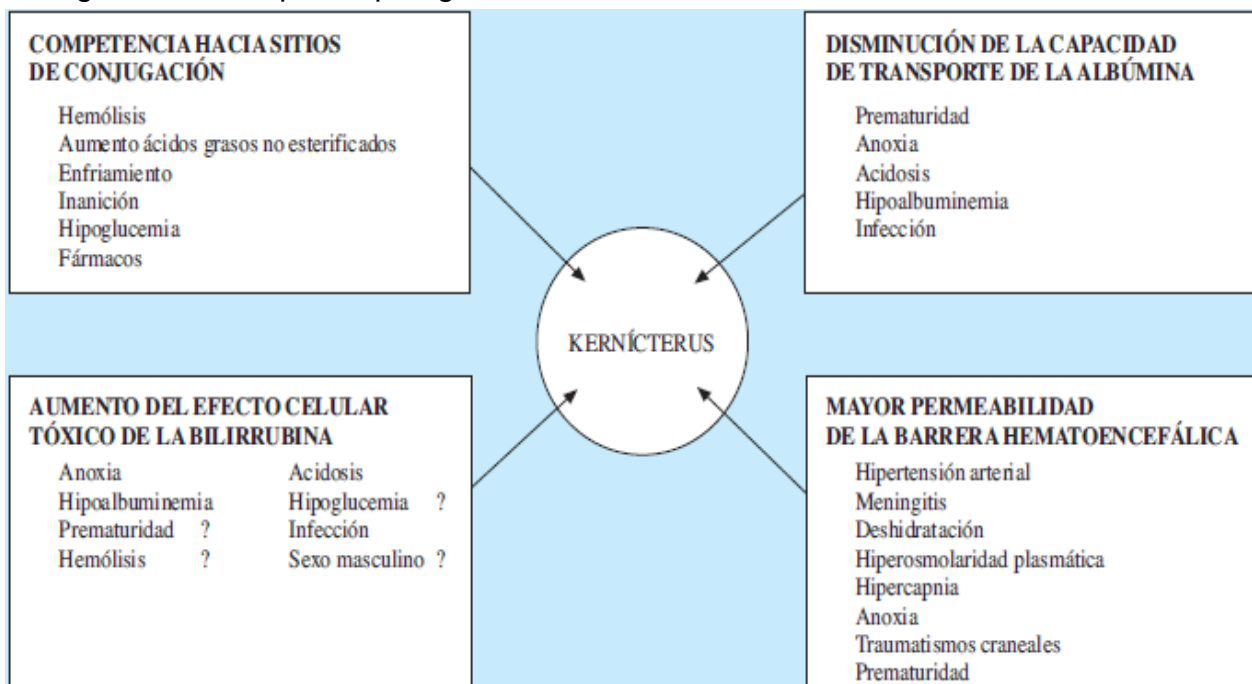 COMPETENCIA HACIA SITIOS
DE CONJUGACIÓN
Hemólisis
Aumento ácidos grasos no esterificados
Enfriamiento
Inanición
Hipoglucemia
Fármacos
DISMINUCIÓN DE LA CAPACIDAD
DE TRANSPORTE DE LA ALBÚMINA
Prematuridad
Anoxia
Acidosis
Hipoalbuminemia
Infección
KERNÍCTERUS
AUMENTO DEL EFECTO CELULAR
TÓXICO DE LA BILIRRUBINA
Anoxia Acidosis
Hipoalbuminemia Hipoglucemia ?
Prematuridad ? Infección
Hemólisis ? Sexo masculino ?
MAYOR PERMEABILIDAD
DE LA BARRERA HEMATOENCEFÁLICA
Hipertensión arterial
Meningitis
Deshidratación
Hiperosmolaridad plasmática
Hipercapnia
Anoxia
Traumatismos craneales
Prematuridad